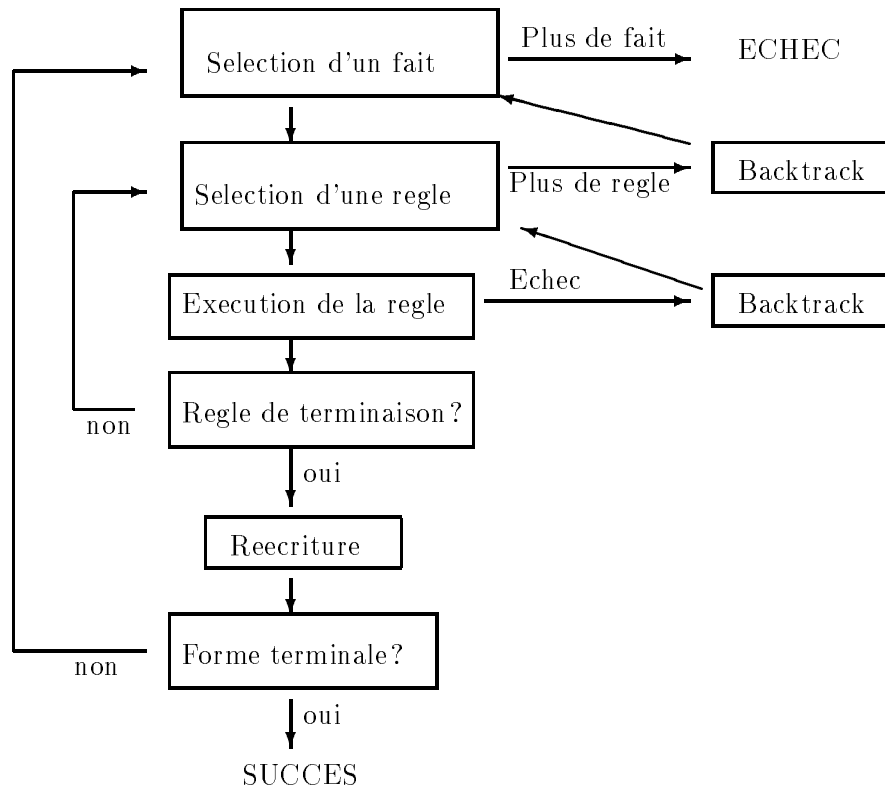 Plus de fait
ECHEC
Selection d'un fait
Selection d'une regle
Plus de regle
Backtrack
Echec
Execution de la regle
Backtrack
Regle de terminaison?
non
oui
Reecriture
Forme terminale?
non
oui
SUCCES